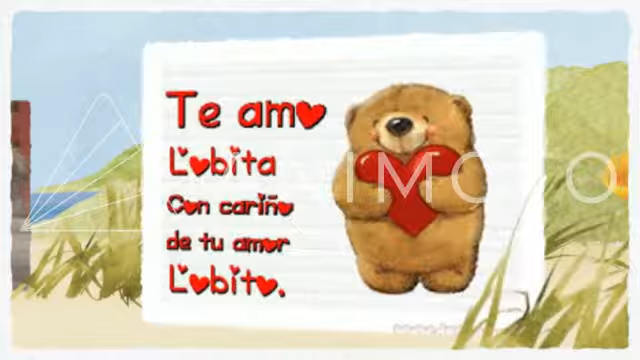 Te amo
Lobita
Con cariño
de tu amor
Lobito.